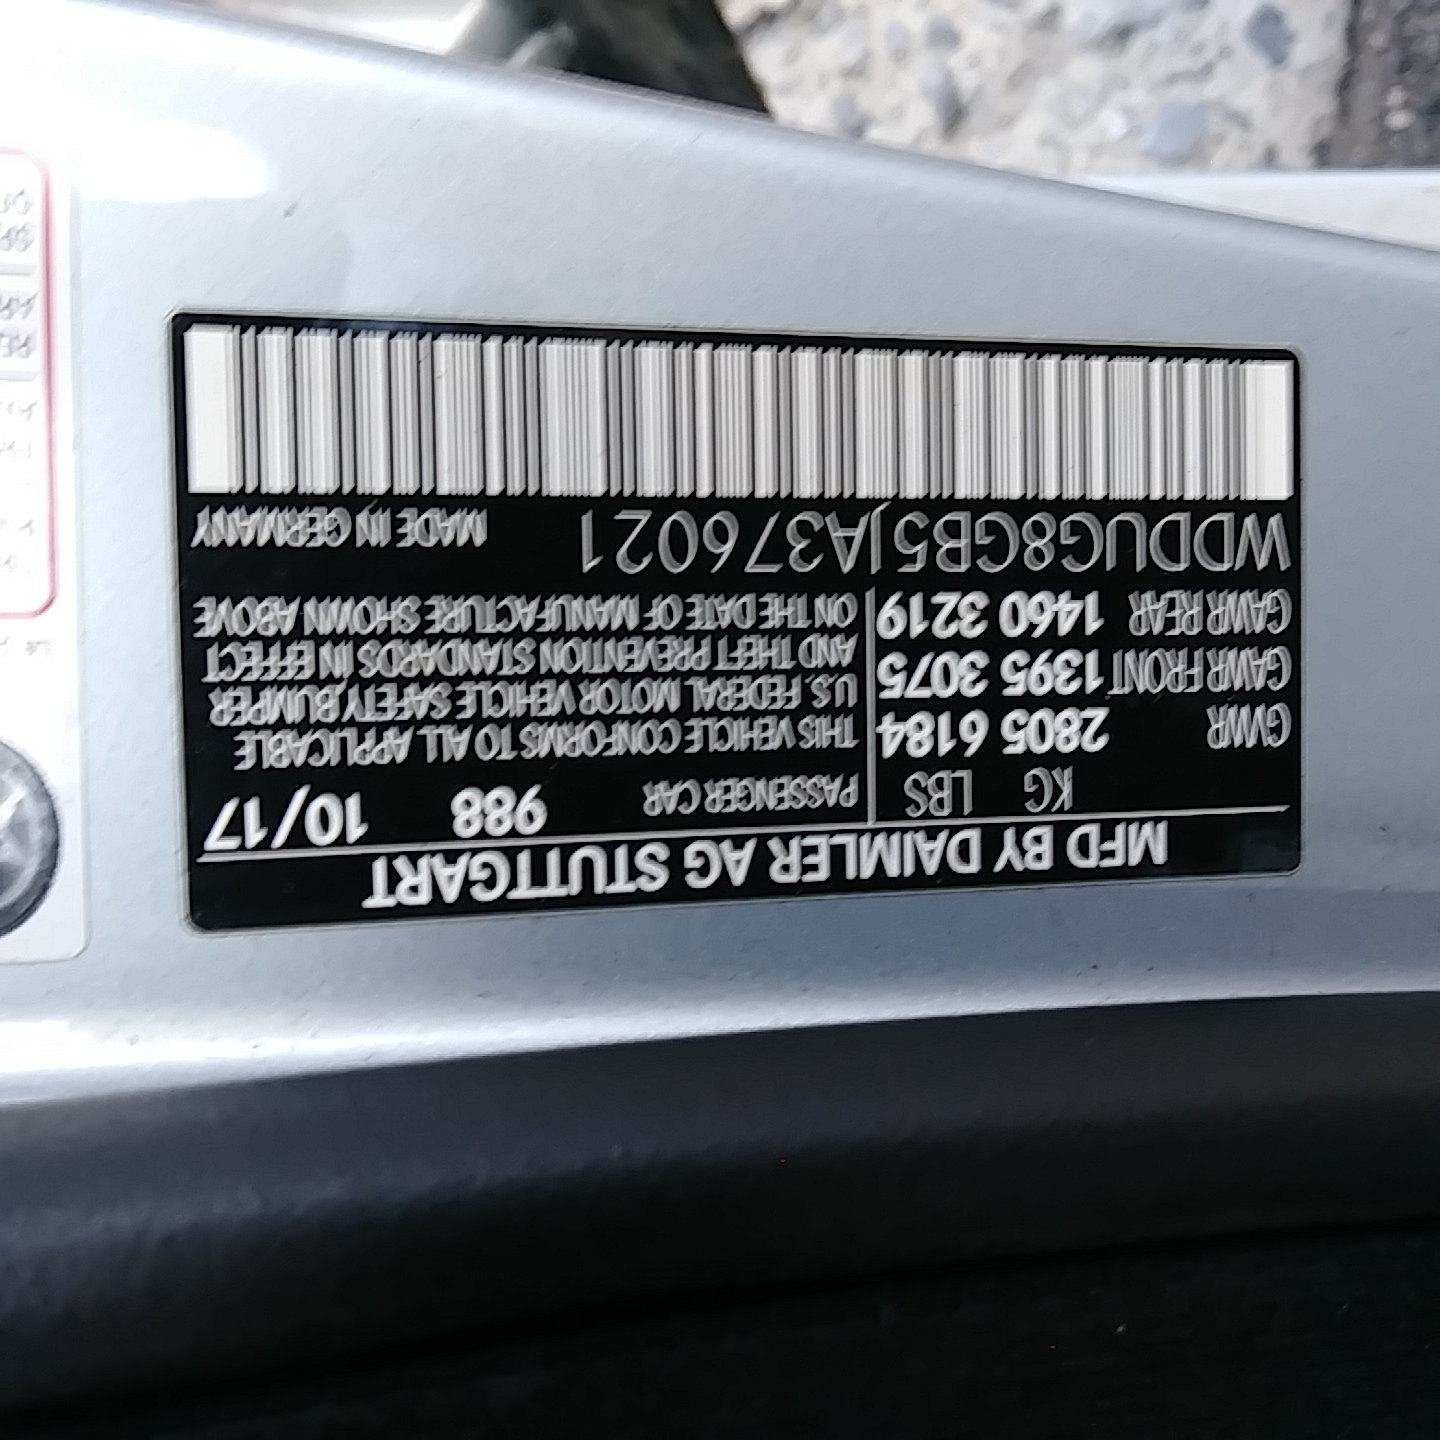 MFD BY DAIMLER AG STUTTGART
KG LBS
GVWR 2805 6184
GAWR FRONT 1395 3075
GAWR REAR 1460 3219
PASSENGER CAR 988 10/17
THIS VEHICLE CONFORMS TO ALL APPLICABLE
U.S. FEDERAL MOTOR VEHICLE SAFETY, BUMPER
AND THEFT PREVENTION STANDARDS IN EFFECT
ON THE DATE OF MANUFACTURE SHOWN ABOVE
WDDUG8GB5JA376021 MADE IN GERMANY